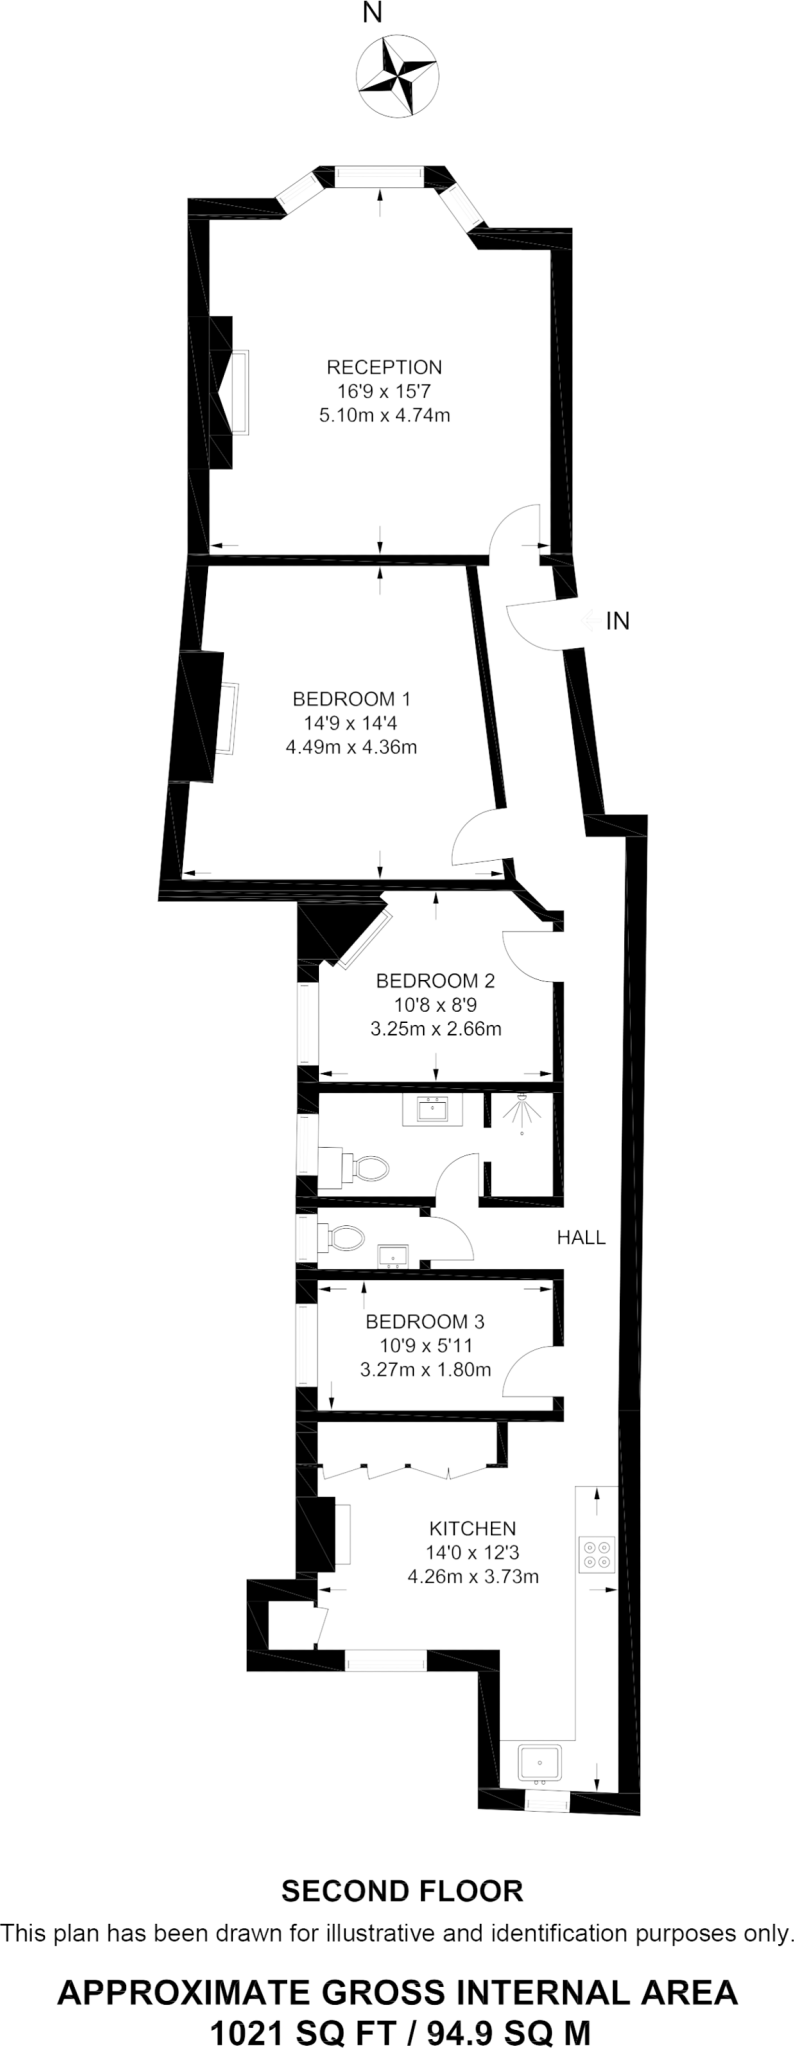 N
RECEPTION
16'9 x 15'7
5.10m x 4.74m
IN
BEDROOM 1
14'9 x 14'4
4.49m x 4.36m
BEDROOM 2
10'8 x 8'9
3.25m x 2.66m
HALL
BEDROOM 3
10'9 x 5'11
3.27m x 1.80m
KITCHEN
14'0 x 12'3
4.26m x 3.73m
SECOND FLOOR
This plan has been drawn for illustrative and identification purposes only.
APPROXIMATE GROSS INTERNAL AREA
1021 SQ FT / 94.9 SQ M